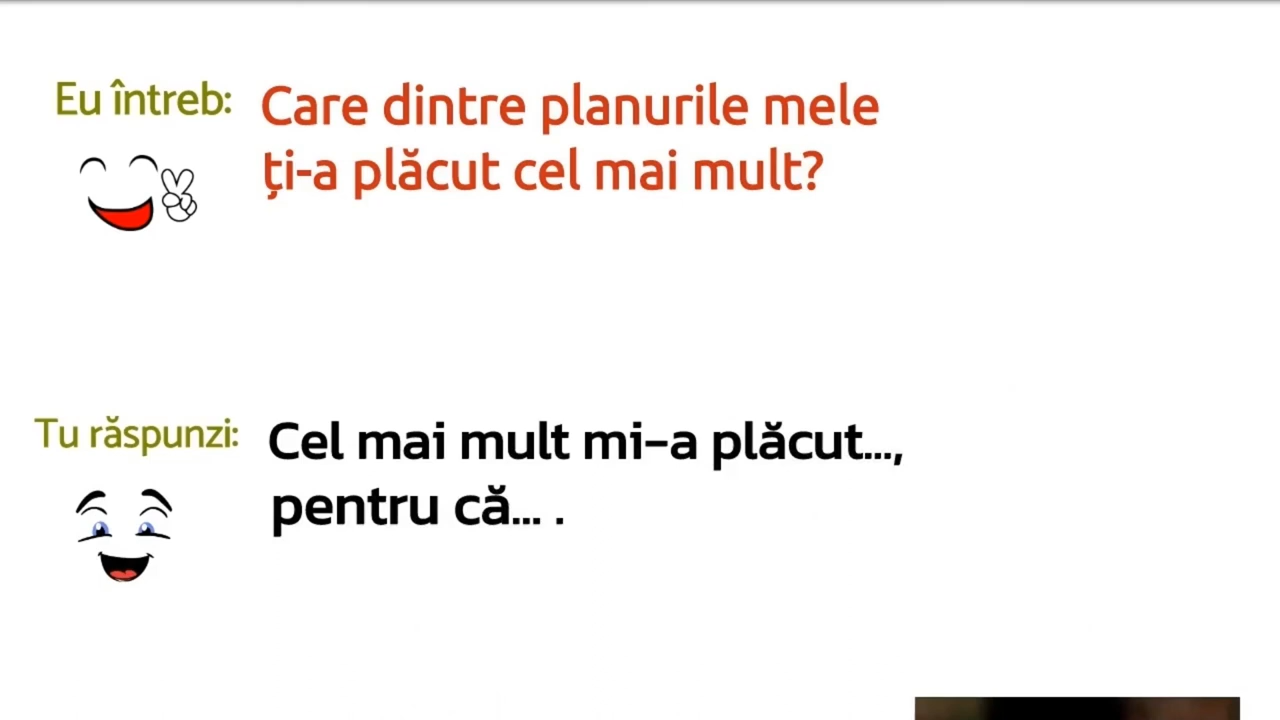 Eu întreb: Care dintre planurile mele
ți-a plăcut cel mai mult?
Tu răspunzi: Cel mai mult mi-a plăcut...,
pentru că... .